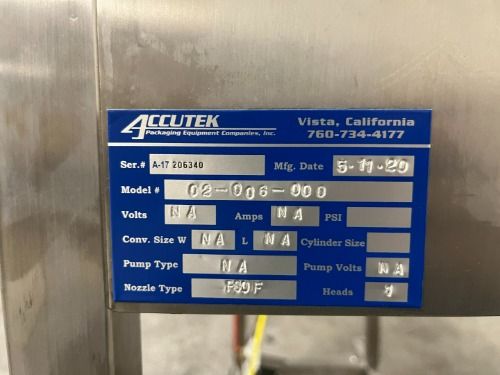 ACCUTEK
Packaging Equipment Companies, Inc.
Vista, California
760-734-4177
Ser.# A-17 206340 Mfg. Date 5-11-20
Model # 02-006-000
Volts NA Amps NA PSI
Conv. Size W NA L NA Cylinder Size
Pump Type NA Pump Volts NA
Nozzle Type Heads